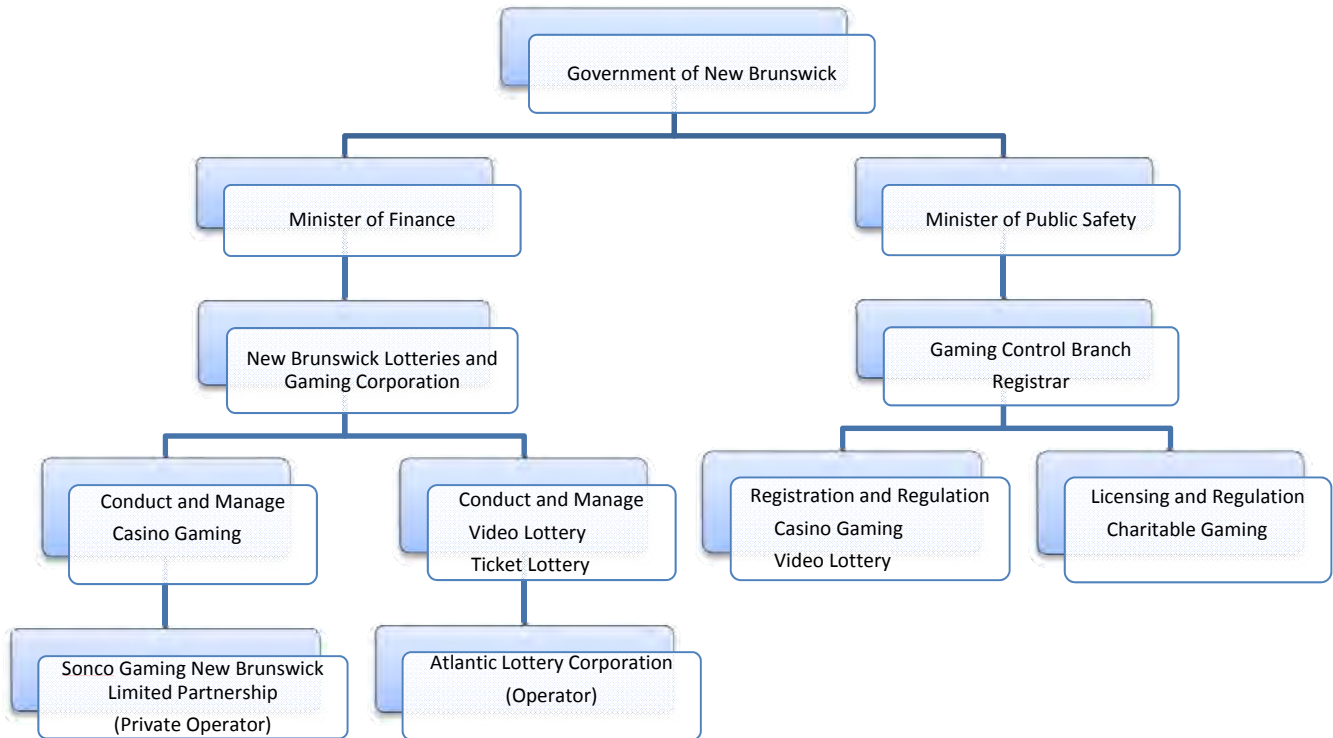 Government of New Brunswick
Minister of Finance
Minister of Public Safety
New Brunswick Lotteries and
Gaming Corporation
Gaming Control Branch
Registrar
Conduct and Manage
Casino Gaming
Conduct and Manage
Video Lottery
Ticket Lottery
Registration and Regulation
Casino Gaming
Video Lottery
Licensing and Regulation
Charitable Gaming
Sonco Gaming New Brunswick
Limited Partnership
(Private Operator)
Atlantic Lottery Corporation
(Operator)